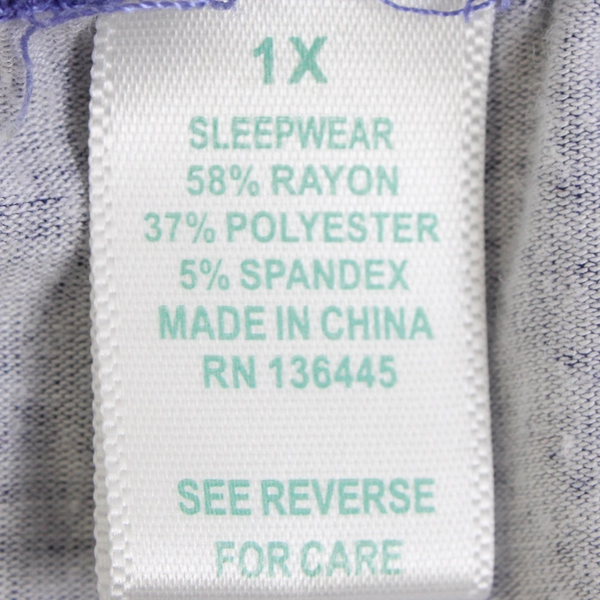 1X
SLEEPWEAR
58% RAYON
37% POLYESTER
5% SPANDEX
MADE IN CHINA
RN 136445
SEE REVERSE
FOR CARE